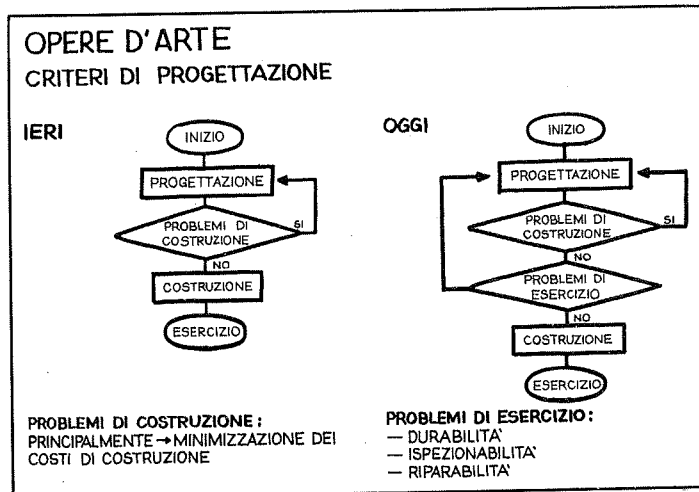 OPERE D'ARTE
CRITERI DI PROGETTAZIONE
IERI
INIZIO
PROGETTAZIONE
PROBLEMI DI
COSTRUZIONE
SI
NO
COSTRUZIONE
ESERCIZIO
PROBLEMI DI COSTRUZIONE:
PRINCIPALMENTE → MINIMIZZAZIONE DEI
COSTI DI COSTRUZIONE
OGGI
INIZIO
PROGETTAZIONE
PROBLEMI DI
COSTRUZIONE
SI
NO
PROBLEMI DI
ESERCIZIO
NO
COSTRUZIONE
ESERCIZIO
PROBLEMI DI ESERCIZIO:
— DURABILITA'
— ISPEZIONABILITA'
— RIPARABILITA'